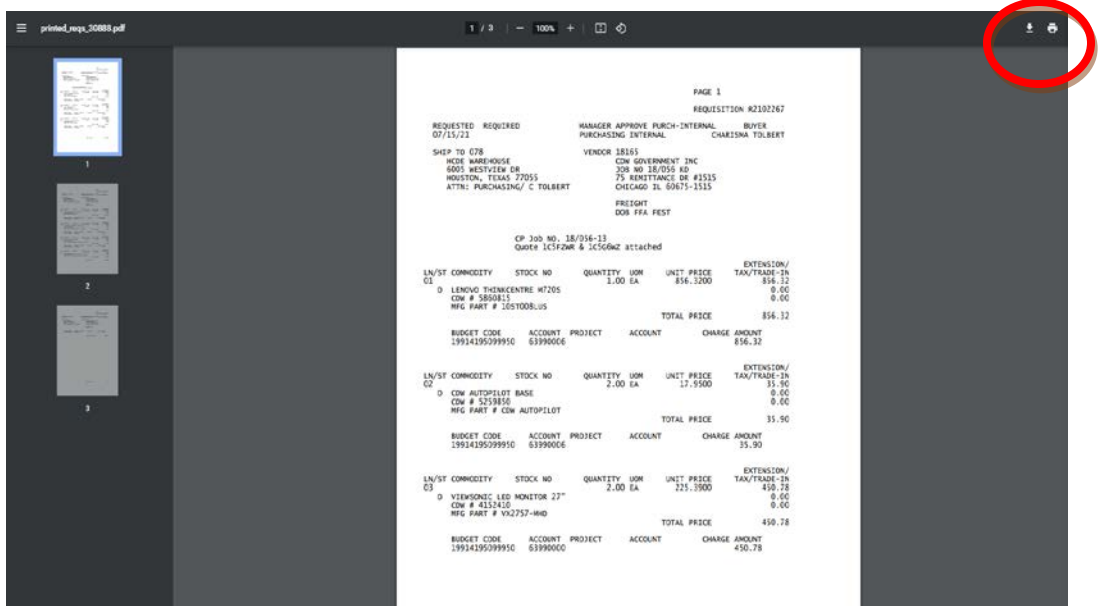 printed_reqs_30888.pdf
1 / 3 | − 100% +
PAGE 1
REQUISITION R2102267
REQUESTED REQUIRED MANAGER APPROVE PURCH-INTERNAL BUYER
07/15/21 PURCHASING INTERNAL CHARISMA TOLBERT
SHIP TO 078 VENDOR 18165
HCDE WAREHOUSE CDW GOVERNMENT INC
6005 WESTVIEW DR JOB NO 18/056 KD
HOUSTON, TEXAS 77055 75 REMITTANCE DR #1515
ATTN: PURCHASING/ C TOLBERT CHICAGO IL 60675-1515
FREIGHT
DOB FFA FEST
CP Job NO. 18/056-13
Quote 1C5FZWR & 1C5G6WZ attached
EXTENSION/
LN/ST COMMODITY STOCK NO QUANTITY UOM UNIT PRICE TAX/TRADE-IN
01 1.00 EA 856.3200 856.32
O LENOVO THINKCENTRE M720S 0.00
CDW # 5860815 0.00
MFG PART # 10ST008LUS
TOTAL PRICE 856.32
BUDGET CODE ACCOUNT PROJECT ACCOUNT CHARGE AMOUNT
19914195099950 63990006 856.32
EXTENSION/
LN/ST COMMODITY STOCK NO QUANTITY UOM UNIT PRICE TAX/TRADE-IN
02 2.00 EA 17.9500 35.90
O CDW AUTOPILOT BASE 0.00
CDW # 5259850 0.00
MFG PART # CDW AUTOPILOT
TOTAL PRICE 35.90
BUDGET CODE ACCOUNT PROJECT ACCOUNT CHARGE AMOUNT
19914195099950 63990006 35.90
EXTENSION/
LN/ST COMMODITY STOCK NO QUANTITY UOM UNIT PRICE TAX/TRADE-IN
03 2.00 EA 225.3900 450.78
O VIEWSONIC LED MONITOR 27" 0.00
CDW # 4152410 0.00
MFG PART # VX2757-MHD
TOTAL PRICE 450.78
BUDGET CODE ACCOUNT PROJECT ACCOUNT CHARGE AMOUNT
19914195099950 63990000 450.78
1
2
3